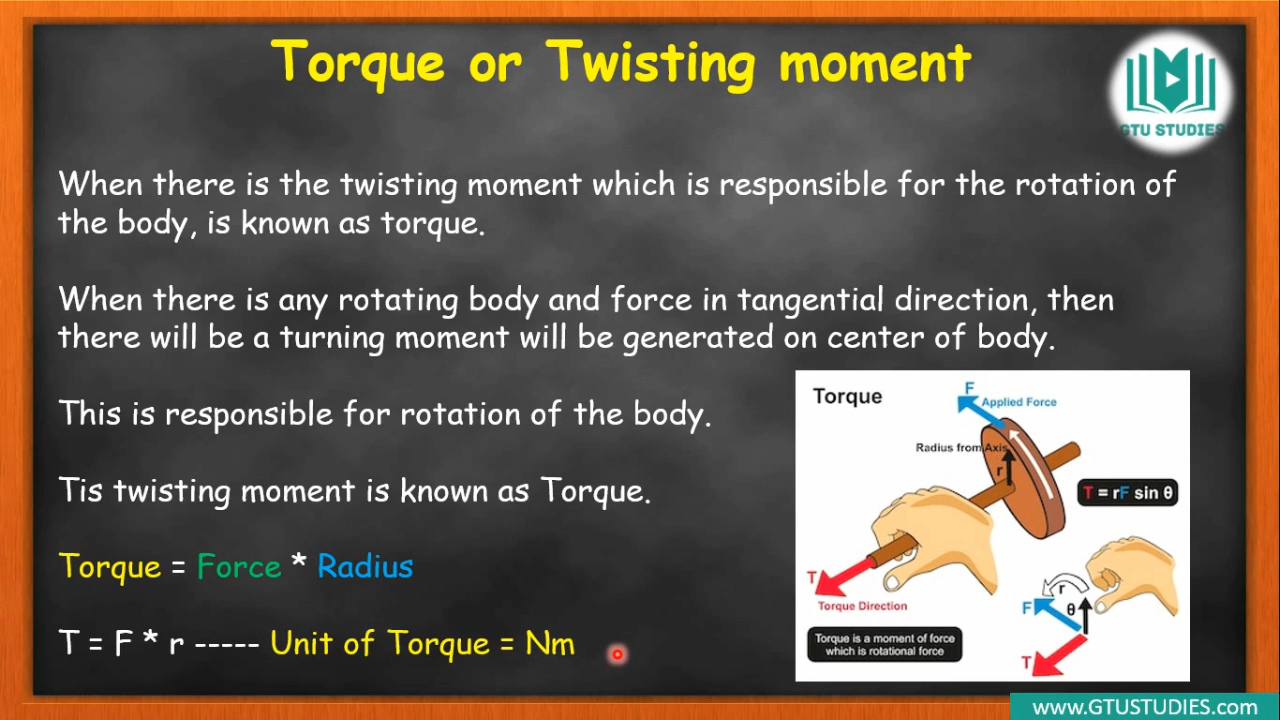 Torque or Twisting moment
GTU STUDIES
When there is the twisting moment which is responsible for the rotation of
the body, is known as torque.
When there is any rotating body and force in tangential direction, then
there will be a turning moment will be generated on center of body.
This is responsible for rotation of the body.
Tis twisting moment is known as Torque.
Torque = Force * Radius
T = F * r ----- Unit of Torque = Nm
Torque
F
Applied Force
Radius from Axis
r
T = rF sin θ
T
Torque Direction
r
F
θ
T
Torque is a moment of force
which is rotational force
www.GTUSTUDIES.com